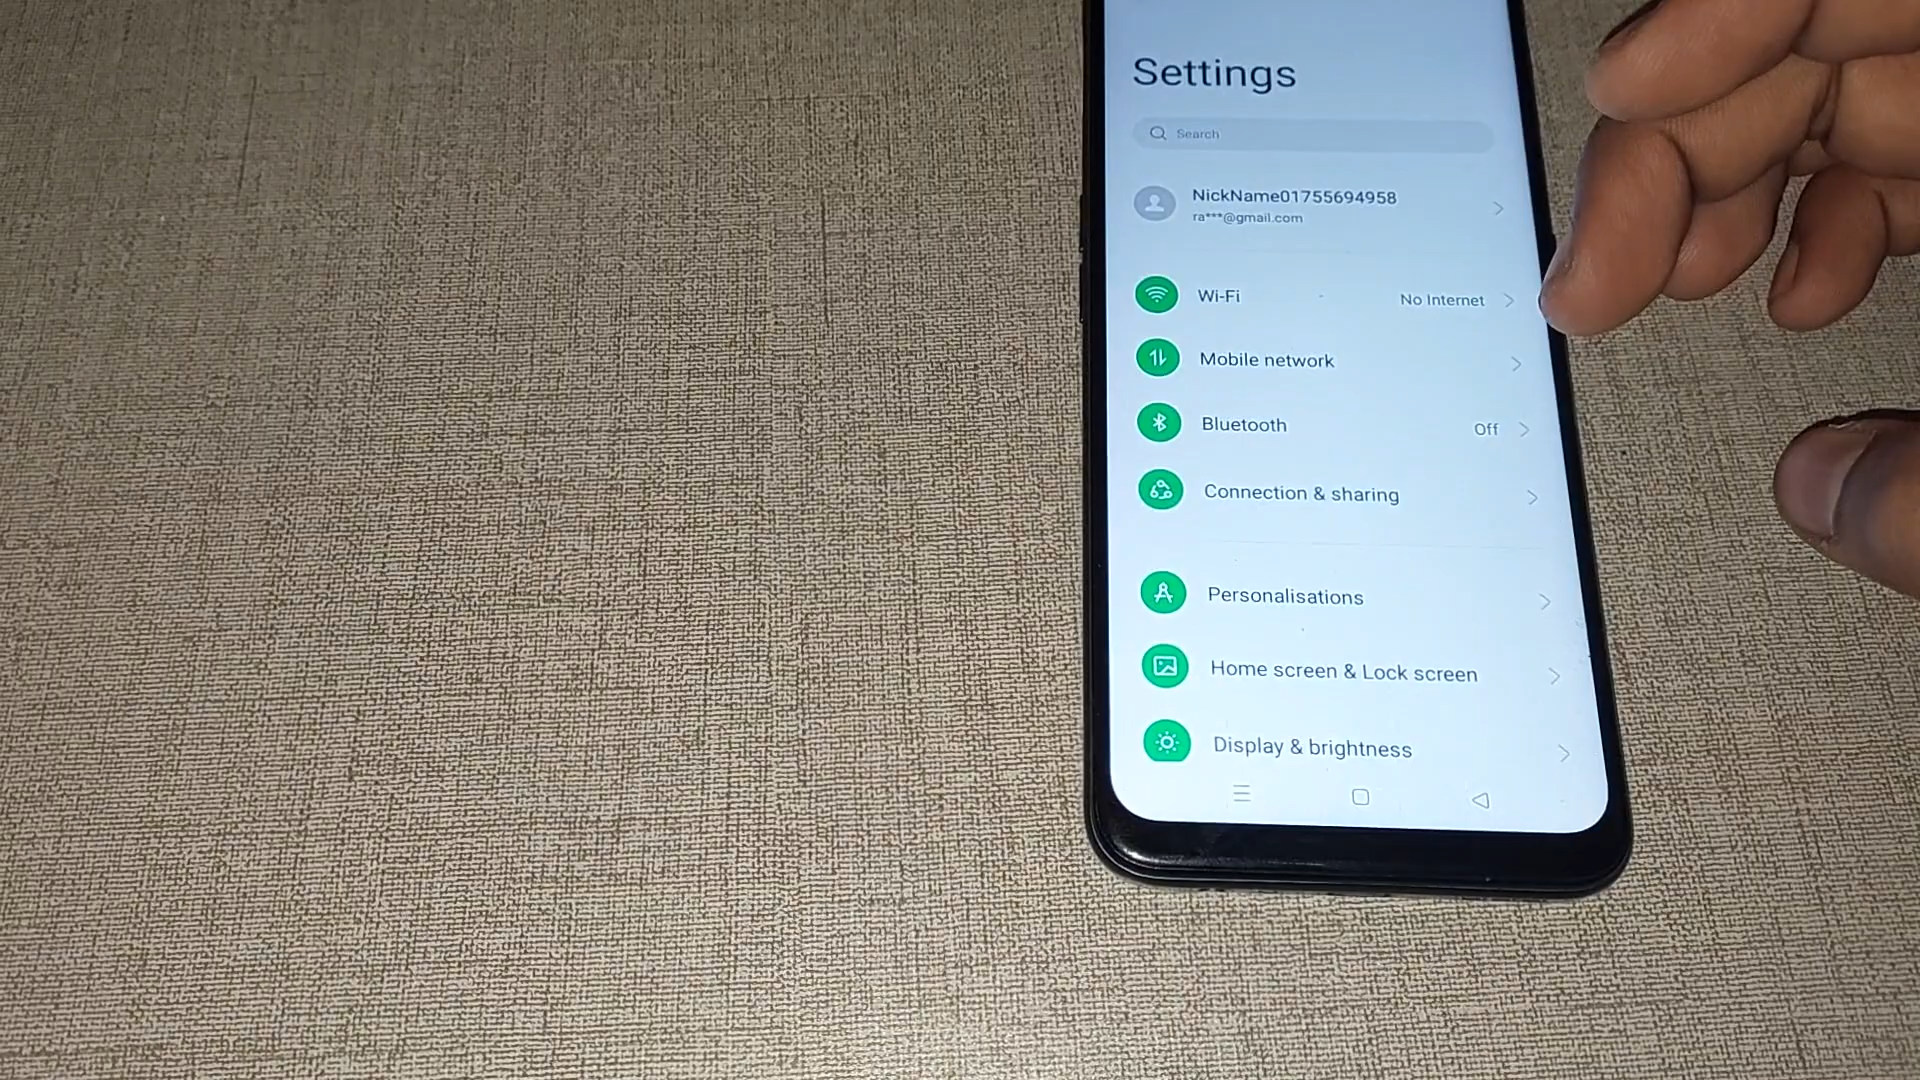 Settings
Search
NickName01755694958
ra***@gmail.com
Wi-Fi No Internet
Mobile network
Bluetooth Off
Connection & sharing
Personalisations
Home screen & Lock screen
Display & brightness